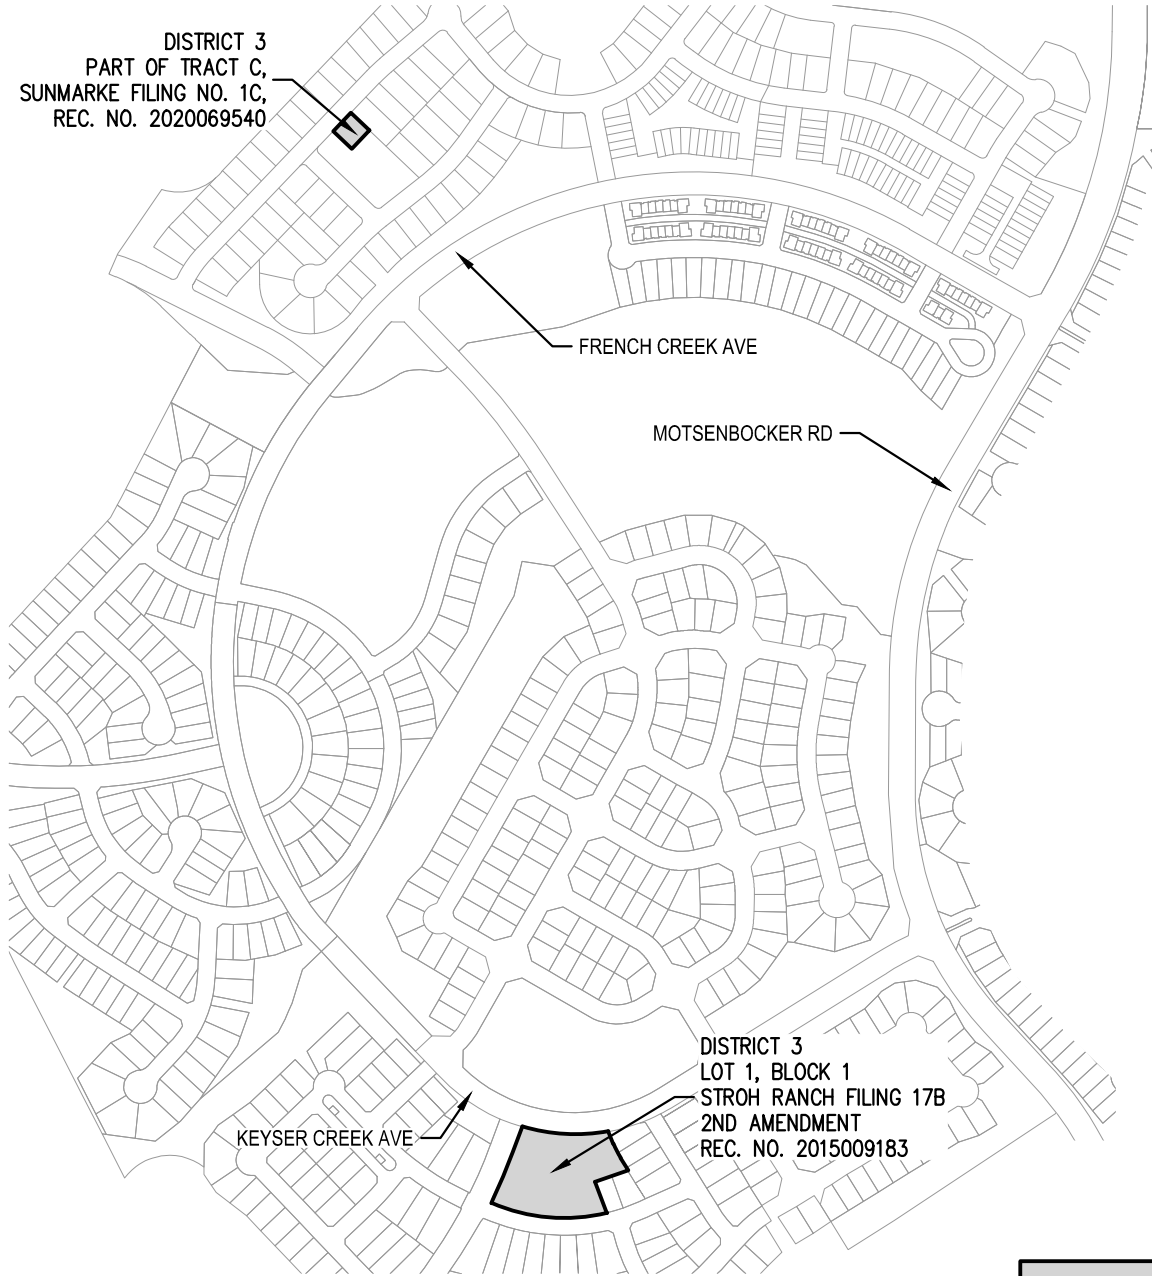 DISTRICT 3
PART OF TRACT C,
SUNMARKE FILING NO. 1C,
REC. NO. 2020069540
FRENCH CREEK AVE
MOTSENBOCKER RD
DISTRICT 3
LOT 1, BLOCK 1
STROH RANCH FILING 17B
2ND AMENDMENT
REC. NO. 2015009183
KEYSER CREEK AVE